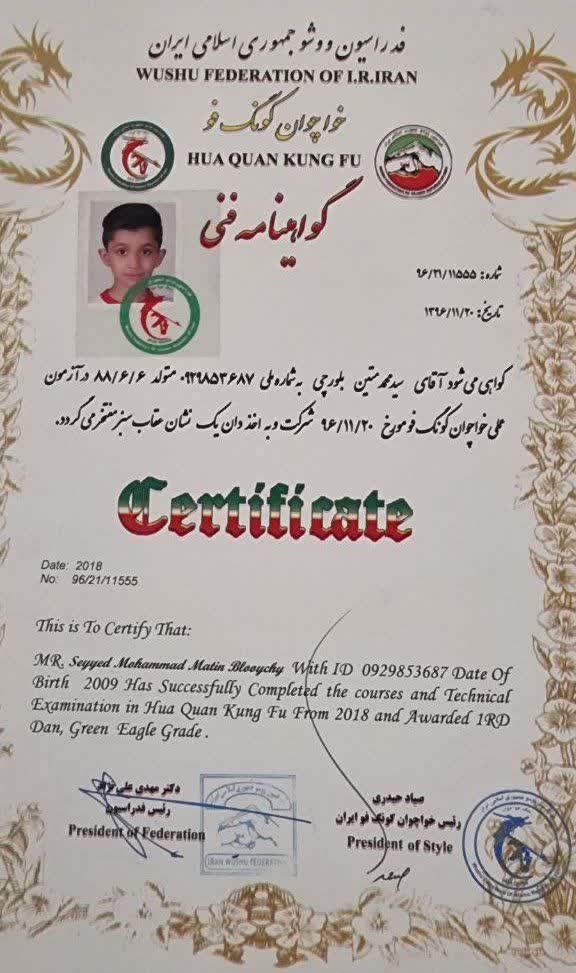 فدراسیون ووشو جمهوری اسلامی ایران
WUSHU FEDERATION OF I.R.IRAN
خواچوان کونگ فو
HUA QUAN KUNG FU
گواهینامه فنی
شماره: ۹۶/۲۱/۱۱۵۵۵
تاریخ: ۱۳۹۶/۱۱/۲۰
گواهی می شود آقای سیدمحمدمتین بلورچی به شماره ملی ۰۹۲۹۸۵۳۶۸۷ متولد ۸۸/۶/۶ در آزمون
عملی خواچوان کونگ فو مورخ ۹۶/۱۱/۲۰ شرکت و به اخذ دان یک نشان عقاب سبز مفتخر می گردد.
Certificate
Date: 2018
No: 96/21/11555
This is To Certify That:
MR. Seyyed Mohammad Matin Blooychy With ID 0929853687 Date Of
Birth 2009 Has Successfully Completed the courses and Technical
Examination in Hua Quan Kung Fu From 2018 and Awarded 1RD
Dan, Green Eagle Grade .
دکتر مهدی علی نژاد
رئیس فدراسیون
President of Federation
IRAN WUSHU FEDERATION
صیاد حیدری
رئیس خواچوان کونگ فو ایران
President of Style